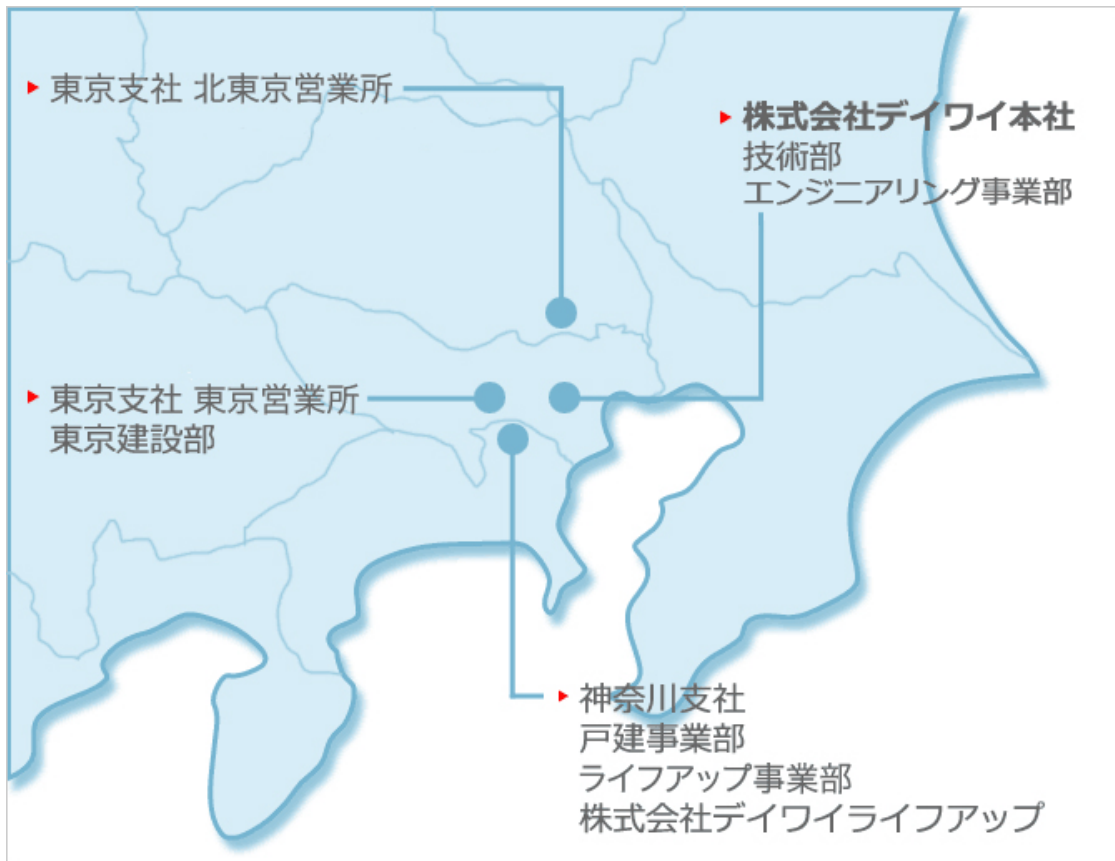 東京支社 北東京営業所
株式会社デイワイ本社
技術部
エンジニアリング事業部
東京支社 東京営業所
東京建設部
神奈川支社
戸建事業部
ライフアップ事業部
株式会社デイワイライフアップ